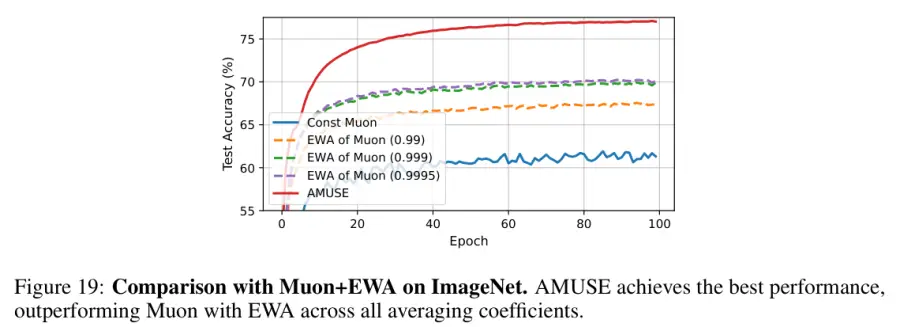 75
70
65
60
55
Test Accuracy (%)
Const Muon
EWA of Muon (0.99)
EWA of Muon (0.999)
EWA of Muon (0.9995)
AMUSE
0 20 40 60 80 100
Epoch
Figure 19: Comparison with Muon+EWA on ImageNet. AMUSE achieves the best performance,
outperforming Muon with EWA across all averaging coefficients.